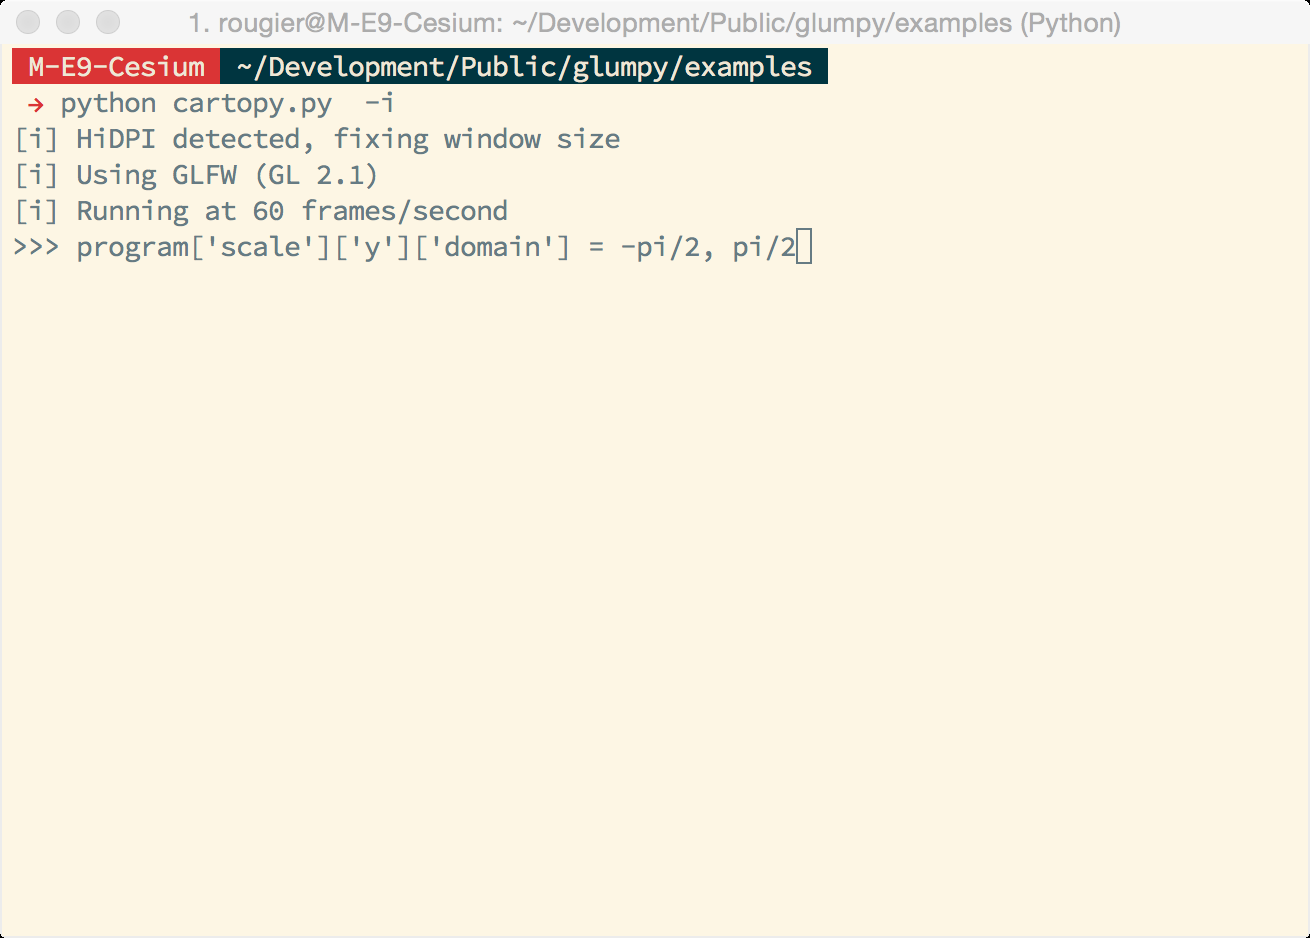 1. rougier@M-E9-Cesium: ~/Development/Public/glumpy/examples (Python)
M-E9-Cesium ~/Development/Public/glumpy/examples
→ python cartopy.py  -i
[i] HiDPI detected, fixing window size
[i] Using GLFW (GL 2.1)
[i] Running at 60 frames/second
>>> program['scale']['y']['domain'] = -pi/2, pi/2